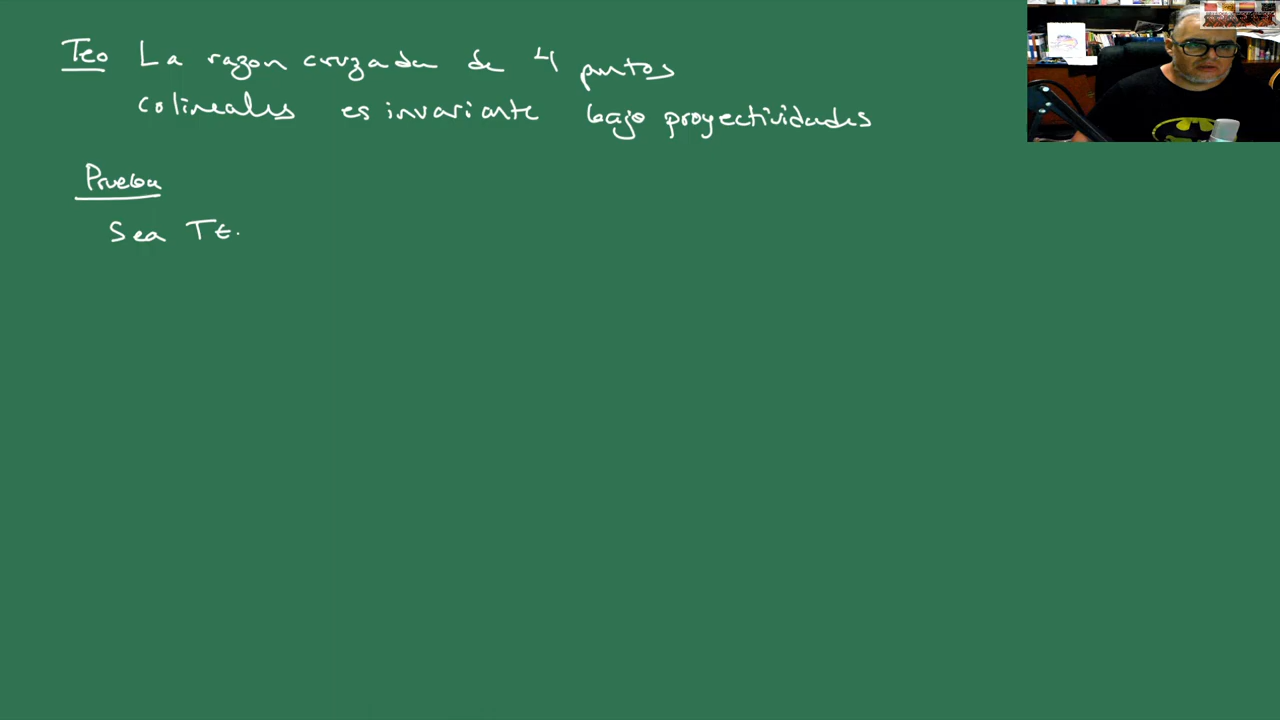 Teo La razon cruzada de 4 puntos
colineales es invariante bajo proyectividades
Prueba
Sea T ε.